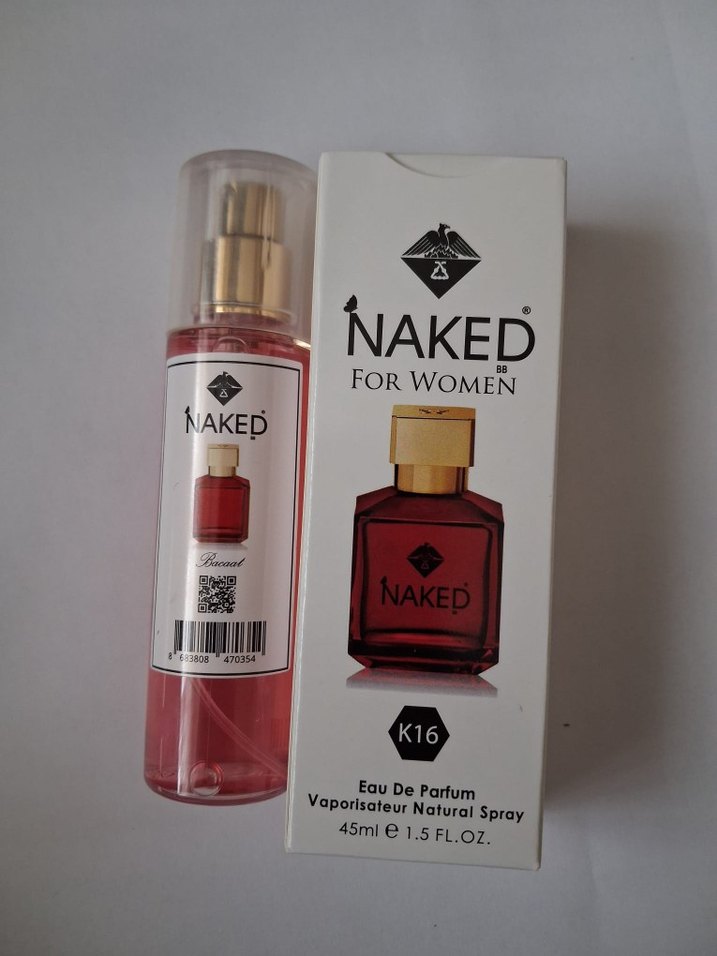 NAKED®
BB
Bacaat
8 683808 470354
NAKED®
BB
FOR WOMEN
NAKED
K16
Eau De Parfum
Vaporisateur Natural Spray
45ml ℮ 1.5 FL.OZ.